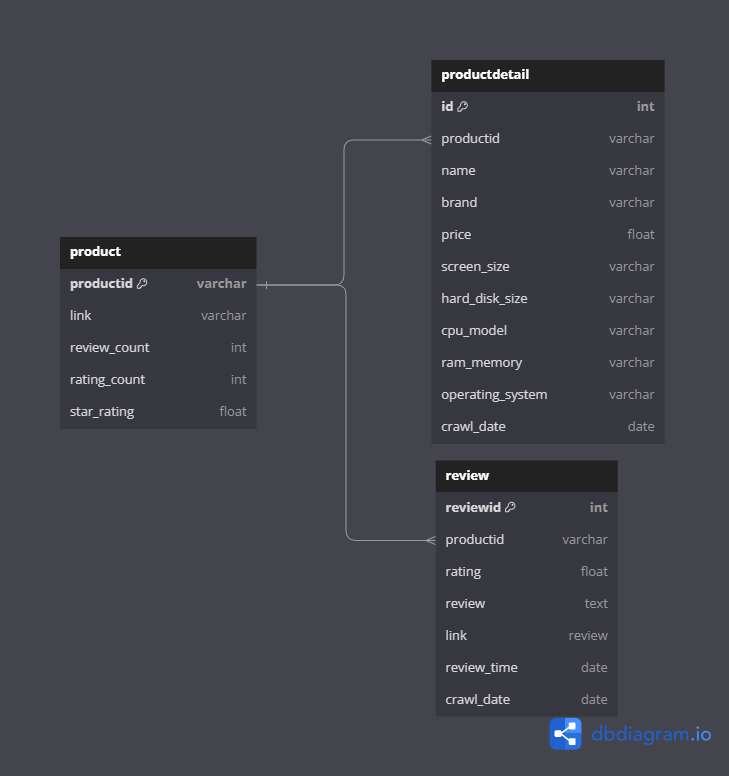 product
productid varchar
link varchar
review_count int
rating_count int
star_rating float
productdetail
id int
productid varchar
name varchar
brand varchar
price float
screen_size varchar
hard_disk_size varchar
cpu_model varchar
ram_memory varchar
operating_system varchar
crawl_date date
review
reviewid int
productid varchar
rating float
review text
link review
review_time date
crawl_date date
dbdiagram.io